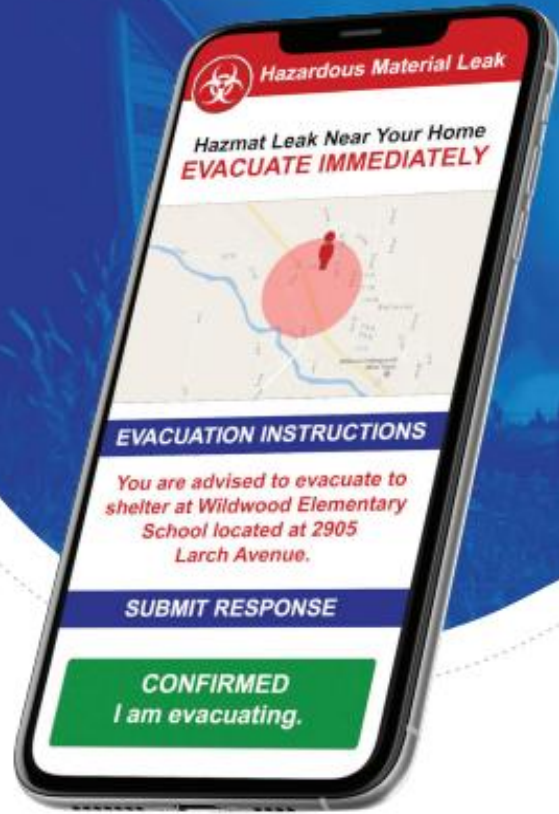 Hazardous Material Leak
Hazmat Leak Near Your Home
EVACUATE IMMEDIATELY
EVACUATION INSTRUCTIONS
You are advised to evacuate to
shelter at Wildwood Elementary
School located at 2905
Larch Avenue.
SUBMIT RESPONSE
CONFIRMED
I am evacuating.